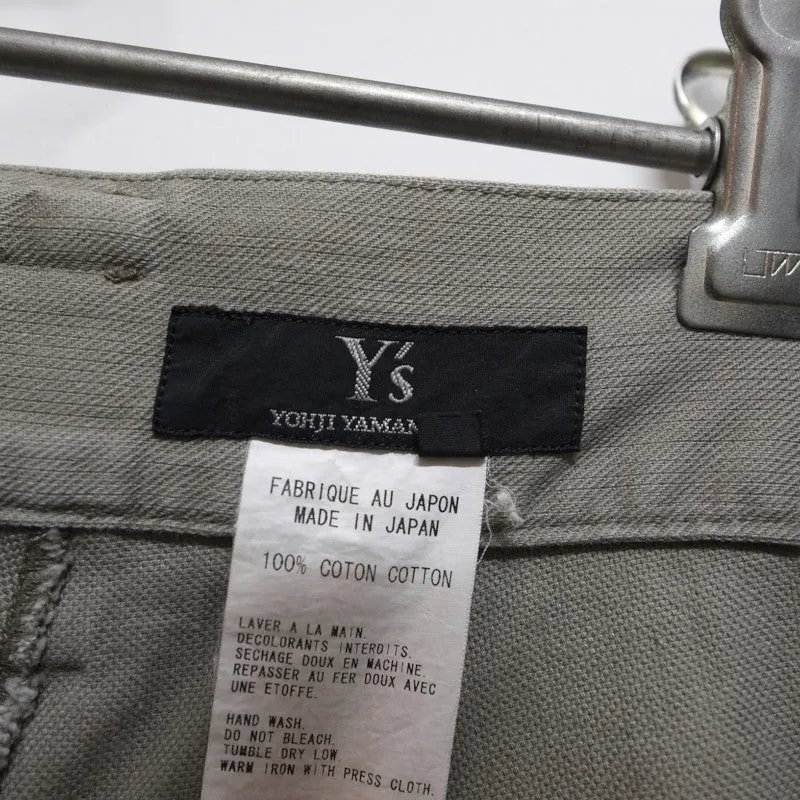 Y's
YOHJI YAMAM
FABRIQUE AU JAPON
MADE IN JAPAN
100% COTON COTTON
LAVER A LA MAIN.
DECOLORANTS INTERDITS.
SECHAGE DOUX EN MACHINE.
REPASSER AU FER DOUX AVEC
UNE ETOFFE.
HAND WASH.
DO NOT BLEACH.
TUMBLE DRY LOW
WARM IRON WITH PRESS CLOTH.